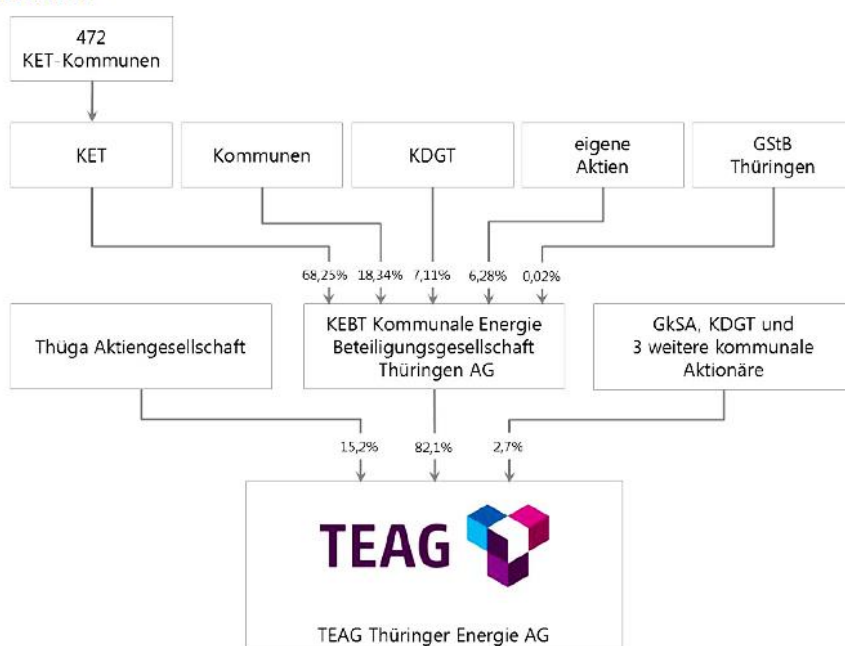 472
KET-Kommunen
KET
Kommunen
KDGT
eigene
Aktien
GStB
Thüringen
68,25%
18,34%
7,11%
6,28%
0,02%
Thüga Aktiengesellschaft
KEBT Kommunale Energie
Beteiligungsgesellschaft
Thüringen AG
GkSA, KDGT und
3 weitere kommunale
Aktionäre
15,2%
82,1%
2,7%
TEAG
TEAG Thüringer Energie AG